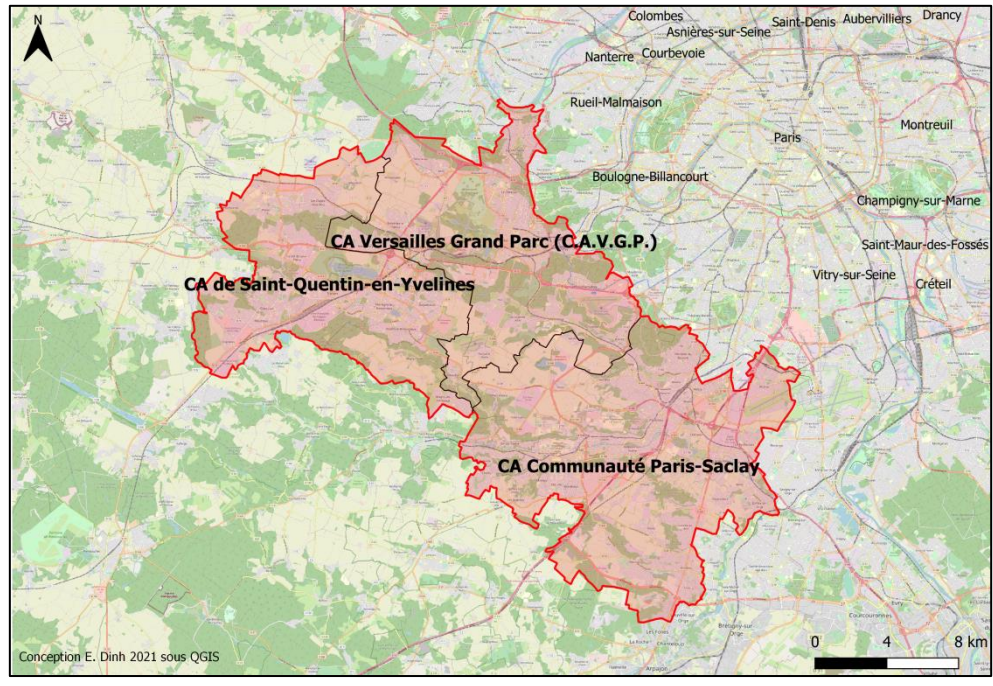 N
Colombes
Saint-Denis
Aubervilliers
Drancy
Asnières-sur-Seine
Nanterre
Courbevoie
Rueil-Malmaison
Montreuil
Paris
Boulogne-Billancourt
Champigny-sur-Marne
CA Versailles Grand Parc (C.A.V.G.P.)
Saint-Maur-des-Fossés
Vitry-sur-Seine
Créteil
CA de Saint-Quentin-en-Yvelines
CA Communauté Paris-Saclay
Conception E. Dinh 2021 sous QGIS
0 4 8 km